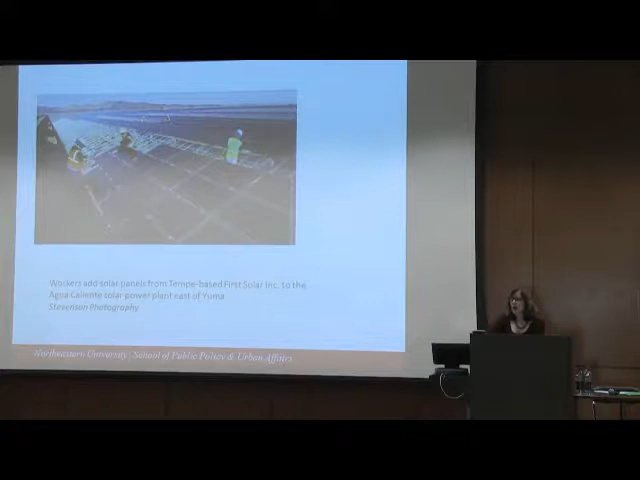 Workers add solar panels from Tempe-based First Solar Inc. to the
Agua Caliente solar power plant east of Yuma
Stevenson Photography
Northeastern University | School of Public Policy & Urban Affairs